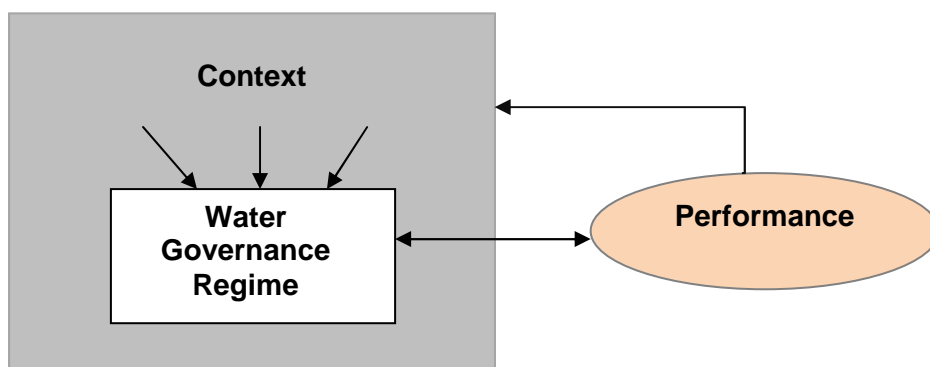 Context
Water
Governance
Regime
Performance